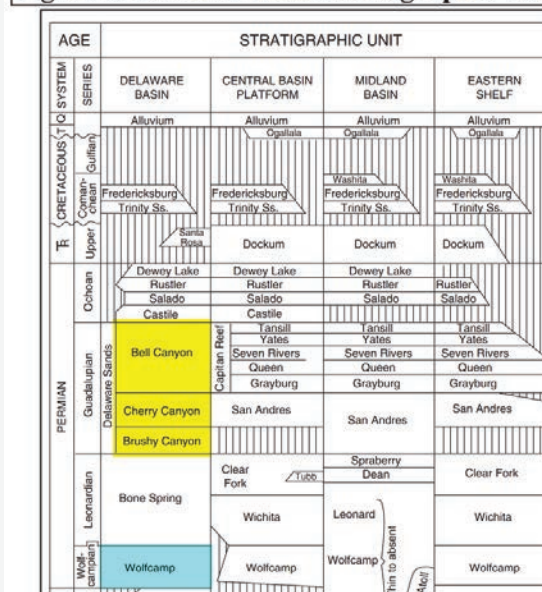 AGE
STRATIGRAPHIC UNIT
SYSTEM
SERIES
DELAWARE BASIN
CENTRAL BASIN PLATFORM
MIDLAND BASIN
EASTERN SHELF
Q
Alluvium Alluvium Alluvium Alluvium
T
Ogallala Ogallala Ogallala
CRETACEOUS
Gulfian
Coman-
chean
Washita Washita
Fredericksburg Fredericksburg Fredericksburg Fredericksburg
Trinity Ss. Trinity Ss. Trinity Ss. Trinity Ss.
TR
Upper
Santa
Rosa
Dockum Dockum Dockum
PERMIAN
Ochoan
Dewey Lake Dewey Lake Dewey Lake
Rustler Rustler Rustler Rustler
Salado Salado Salado Salado
Castile Castile
Guadalupian
Delaware Sands
Bell Canyon
Capitan Reef
Tansill Tansill Tansill
Yates Yates Yates
Seven Rivers Seven Rivers Seven Rivers
Queen Queen Queen
Grayburg Grayburg Grayburg
Cherry Canyon San Andres San Andres San Andres
Brushy Canyon
Leonardian
Bone Spring
Clear
Fork
Tubb
Spraberry
Dean
Clear Fork
Wichita Leonard Wichita
Wolf-
campian
Wolfcamp Wolfcamp Wolfcamp Wolfcamp
to absent
Atoll